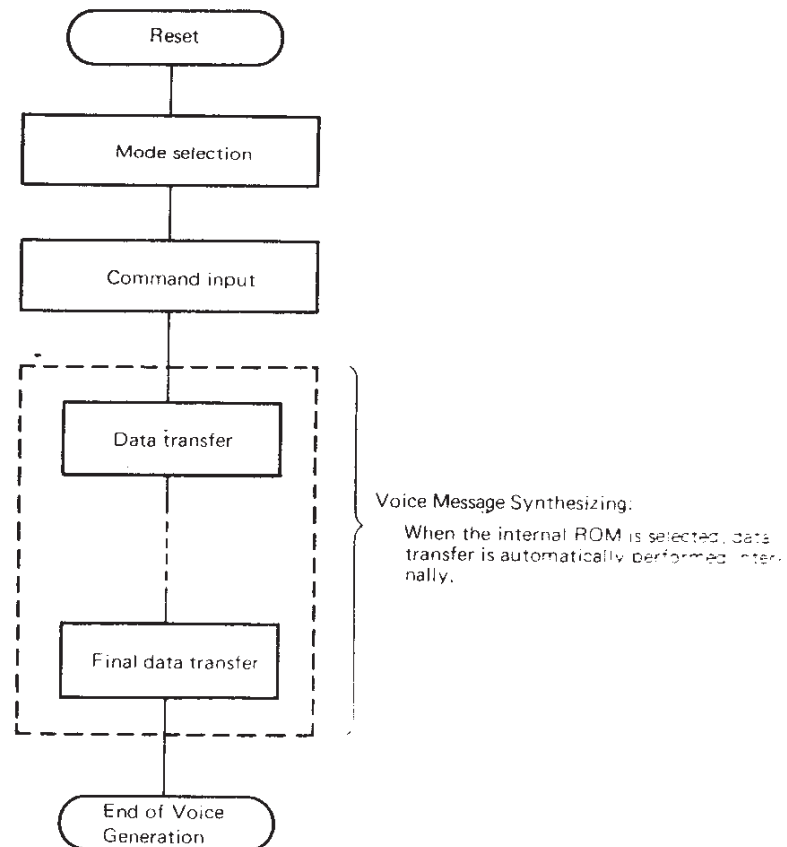 Reset
Mode selection
Command input
Data transfer
Voice Message Synthesizing:
When the internal ROM is selected, data
transfer is automatically performed inter-
nally.
Final data transfer
End of Voice
Generation